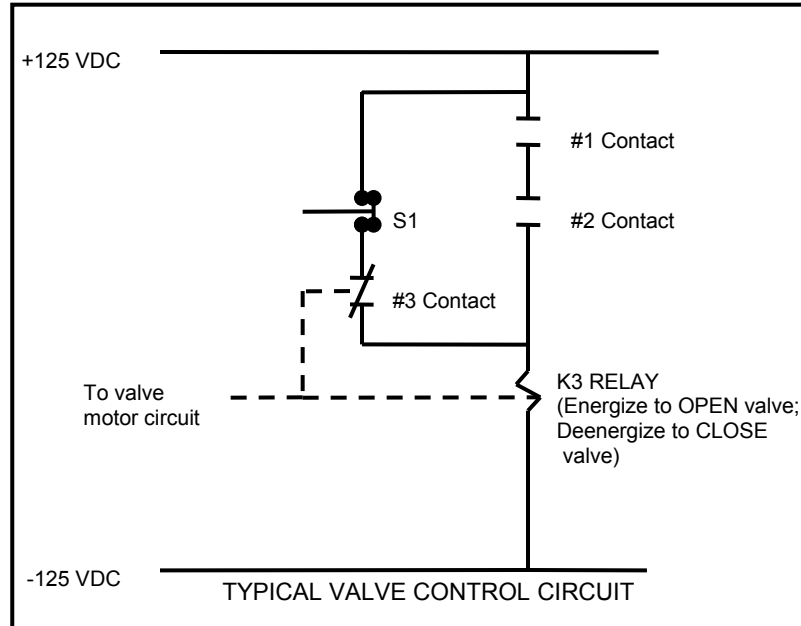 +125 VDC
#1 Contact
S1
#2 Contact
#3 Contact
To valve
motor circuit
K3 RELAY
(Energize to OPEN valve;
Deenergize to CLOSE
valve)
-125 VDC
TYPICAL VALVE CONTROL CIRCUIT